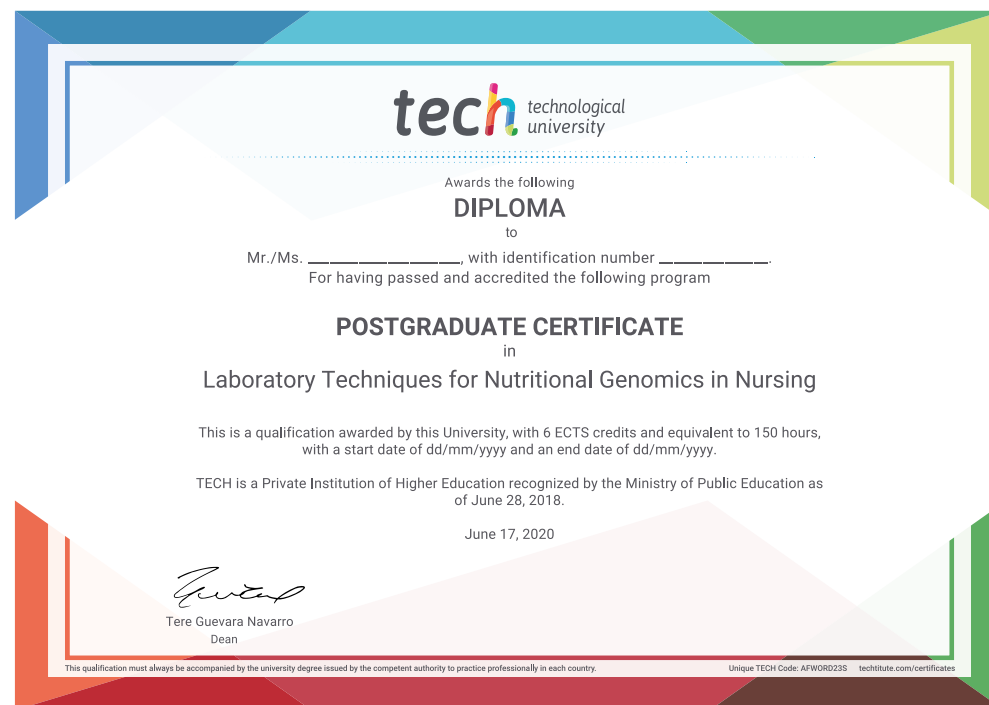 tech technological
university
Awards the following
DIPLOMA
to
Mr./Ms. __________________, with identification number _____________.
For having passed and accredited the following program
POSTGRADUATE CERTIFICATE
in
Laboratory Techniques for Nutritional Genomics in Nursing
This is a qualification awarded by this University, with 6 ECTS credits and equivalent to 150 hours,
with a start date of dd/mm/yyyy and an end date of dd/mm/yyyy.
TECH is a Private Institution of Higher Education recognized by the Ministry of Public Education as
of June 28, 2018.
June 17, 2020
Tere Guevara Navarro
Dean
This qualification must always be accompanied by the university degree issued by the competent authority to practice professionally in each country.
Unique TECH Code: AFWORD23S techtitute.com/certificates